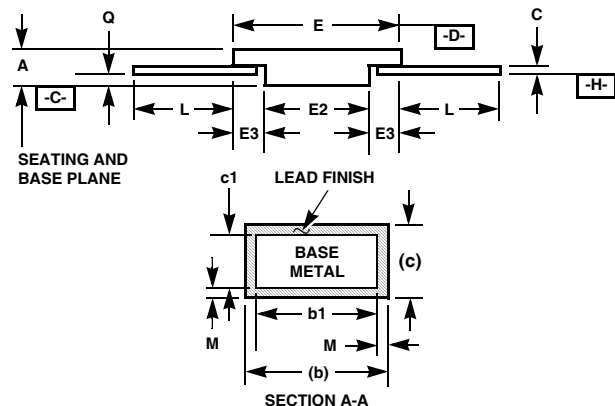 Q
E
C
-D-
A
-C-
-H-
L
E2
L
E3
E3
SEATING AND
BASE PLANE
c1
LEAD FINISH
BASE
METAL
(c)
b1
M
M
(b)
SECTION A-A